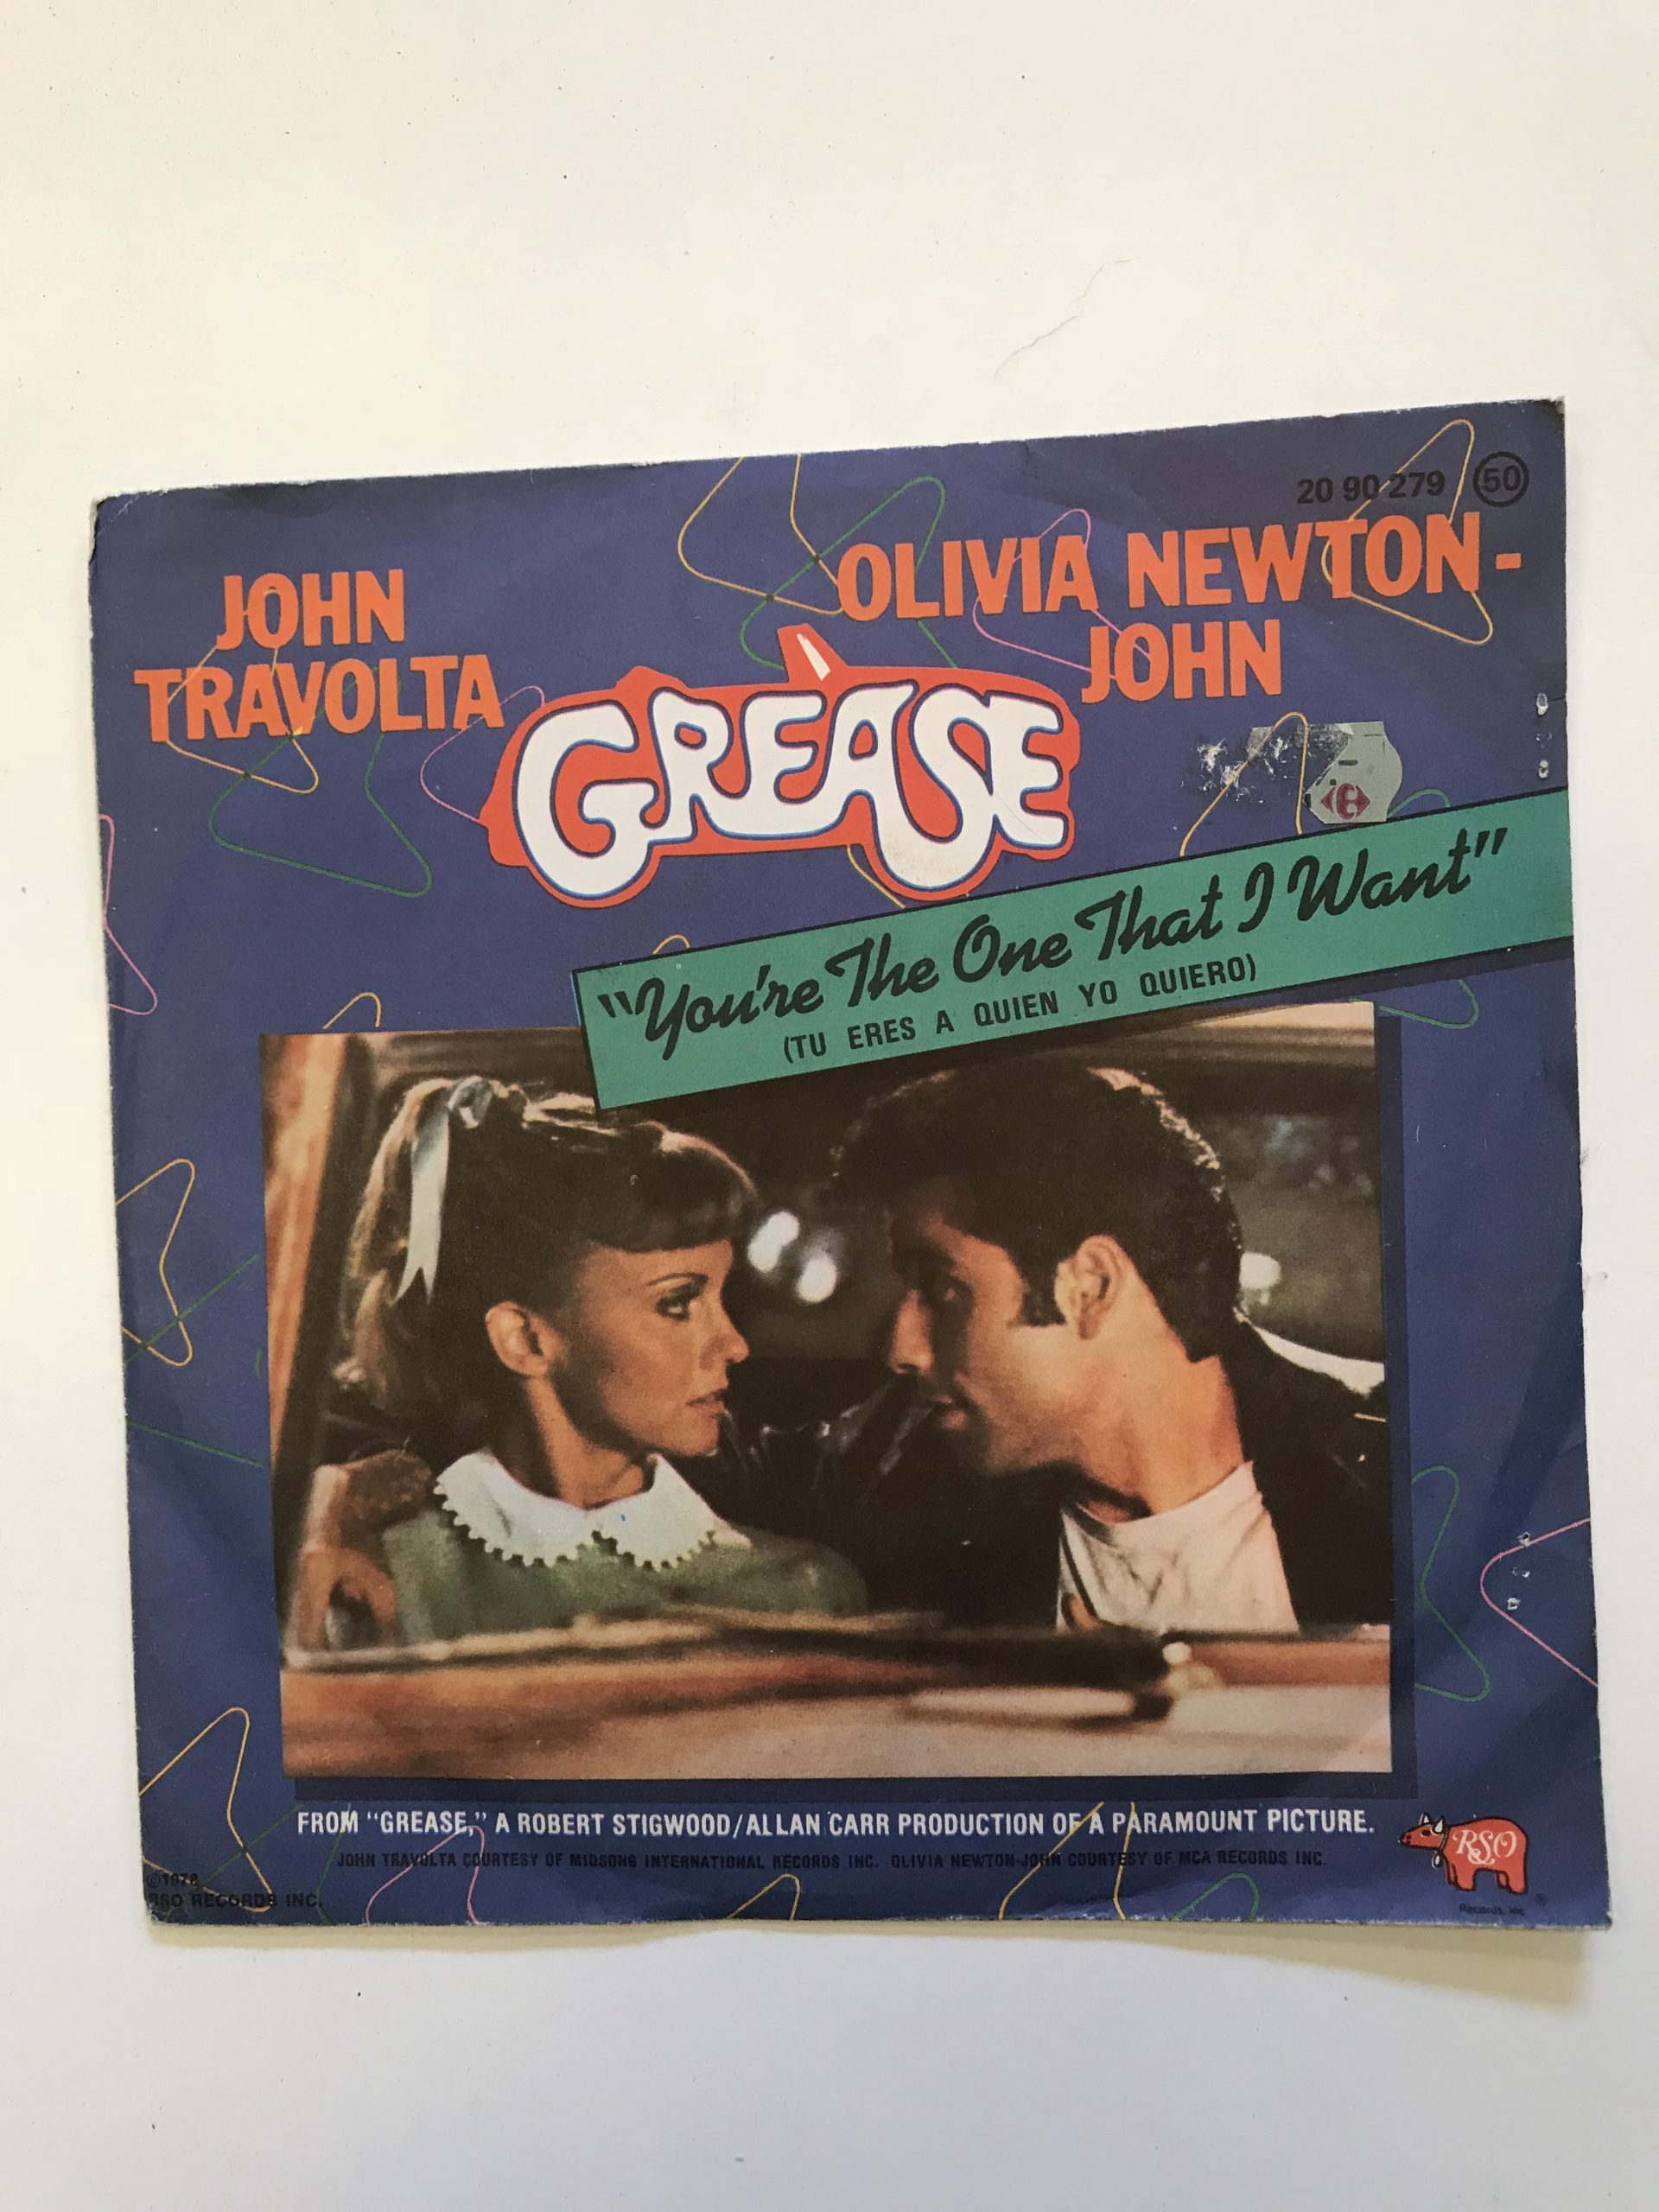 20 90 279 50
JOHN
TRAVOLTA
OLIVIA NEWTON-
JOHN
GREASE
"You're The One That I Want"
(TU ERES A QUIEN YO QUIERO)
FROM "GREASE," A ROBERT STIGWOOD/ALLAN CARR PRODUCTION OF A PARAMOUNT PICTURE.
JOHN TRAVOLTA COURTESY OF MIDSONG INTERNATIONAL RECORDS INC. OLIVIA NEWTON-JOHN COURTESY OF MCA RECORDS INC.
©1978
RSO RECORDS INC.
RSO
Records, Inc.
®